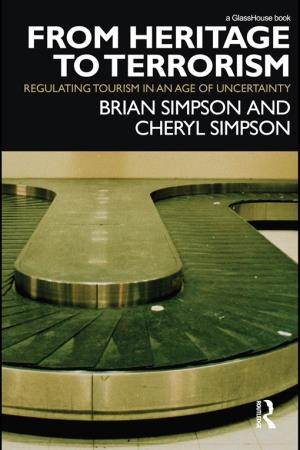 a GlassHouse book
FROM HERITAGE
TO TERRORISM
REGULATING TOURISM IN AN AGE OF UNCERTAINTY
BRIAN SIMPSON AND
CHERYL SIMPSON
ROUTLEDGE